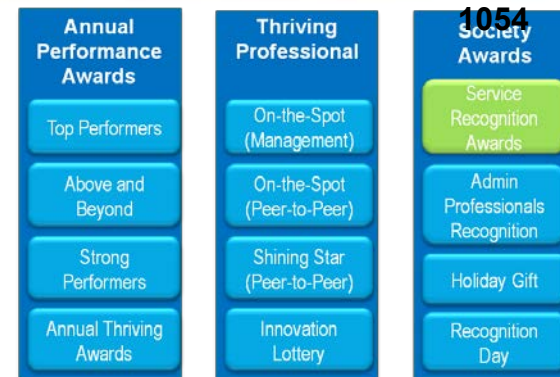 Annual
Performance
Awards
Top Performers
Above and
Beyond
Strong
Performers
Annual Thriving
Awards
Thriving
Professional
On-the-Spot
(Management)
On-the-Spot
(Peer-to-Peer)
Shining Star
(Peer-to-Peer)
Innovation
Lottery
1054
Society
Awards
Service
Recognition
Awards
Admin
Professionals
Recognition
Holiday Gift
Recognition
Day